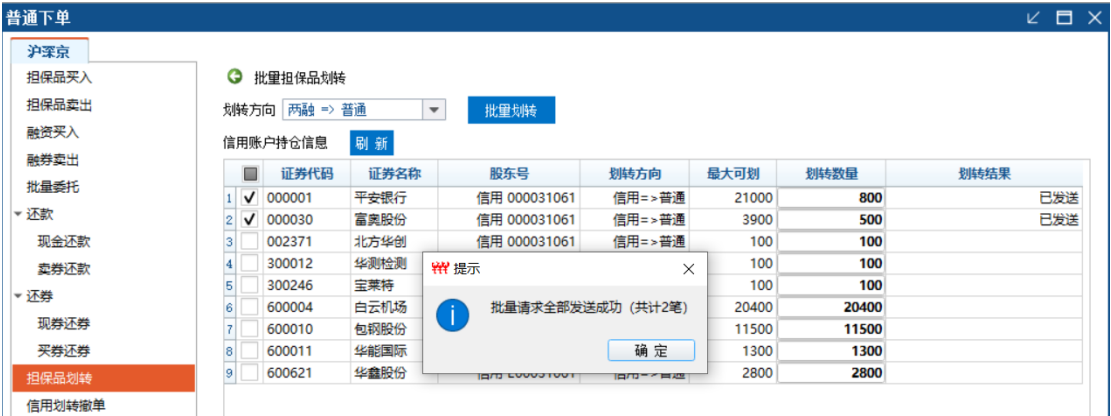 普通下单
沪深京
担保品买入
担保品卖出
融资买入
融券卖出
批量委托
还款
现金还款
卖券还款
还券
现券还券
买券还券
担保品划转
信用划转撤单
批量担保品划转
划转方向 两融 => 普通 批量划转
信用账户持仓信息 刷 新
证券代码 证券名称 股东号 划转方向 最大可划 划转数量 划转结果
1 000001 平安银行 信用 000031061 信用=>普通 21000 800 已发送
2 000030 富奥股份 信用 000031061 信用=>普通 3900 500 已发送
3 002371 北方华创 信用 000031061 信用=>普通 100 100
4 300012 华测检测 100 100
5 300246 宝莱特 100 100
6 600004 白云机场 20400 20400
7 600010 包钢股份 11500 11500
8 600011 华能国际 1300 1300
9 600621 华鑫股份 2800 2800
提示
批量请求全部发送成功（共计2笔）
确 定